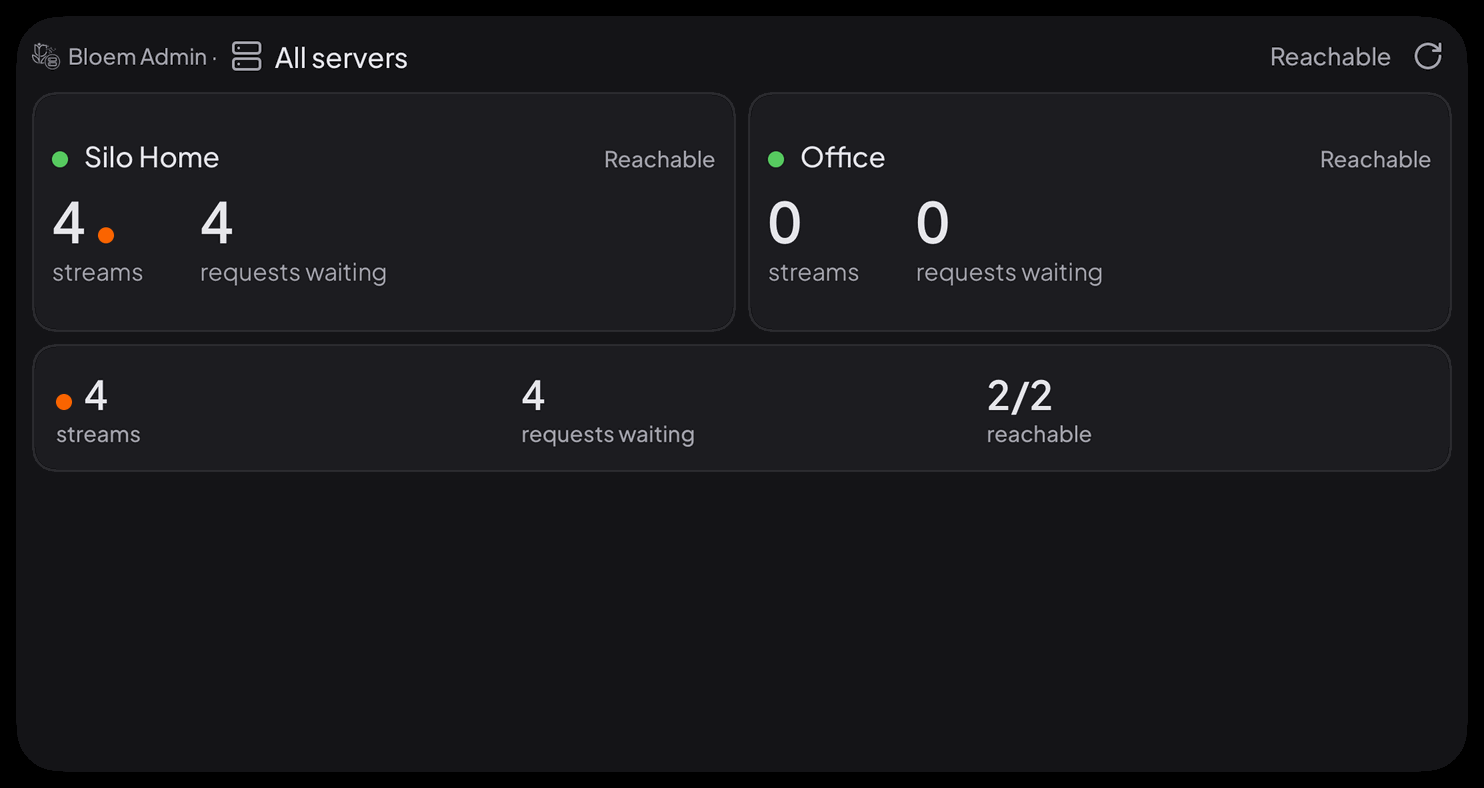 Bloem Admin · All servers Reachable
Silo Home Reachable
4 4
streams requests waiting
Office Reachable
0 0
streams requests waiting
4 4 2/2
streams requests waiting reachable